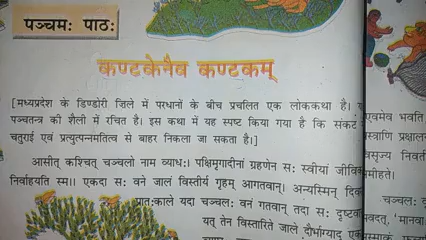 पञ्चमः पाठः
कण्टकेनैव कण्टकम्
[मध्यप्रदेश के डिण्डोरी जिले में परधानों के बीच प्रचलित एक लोककथा है।
पञ्चतन्त्र की शैली में रचित है। इस कथा में यह स्पष्ट किया गया है कि संकट
चतुराई एवं प्रत्युत्पन्नमतित्व से बाहर निकला जा सकता है।]
आसीत् कश्चित् चञ्चलो नाम व्याधः। पक्षिमृगादीनां ग्रहणेन सः स्वीयां
निर्वाहयति स्म।। एकदा सः वने जालं विस्तीर्य गृहम् आगतवान्। अन्यस्मिन्
प्रातःकाले यदा चञ्चलः वनं गतवान् तदा सः
यत् तेन विस्तारिते जाले दौर्भाग्याद्
एवमेव भवति
निवर्त
चञ्चलः
'मानवा